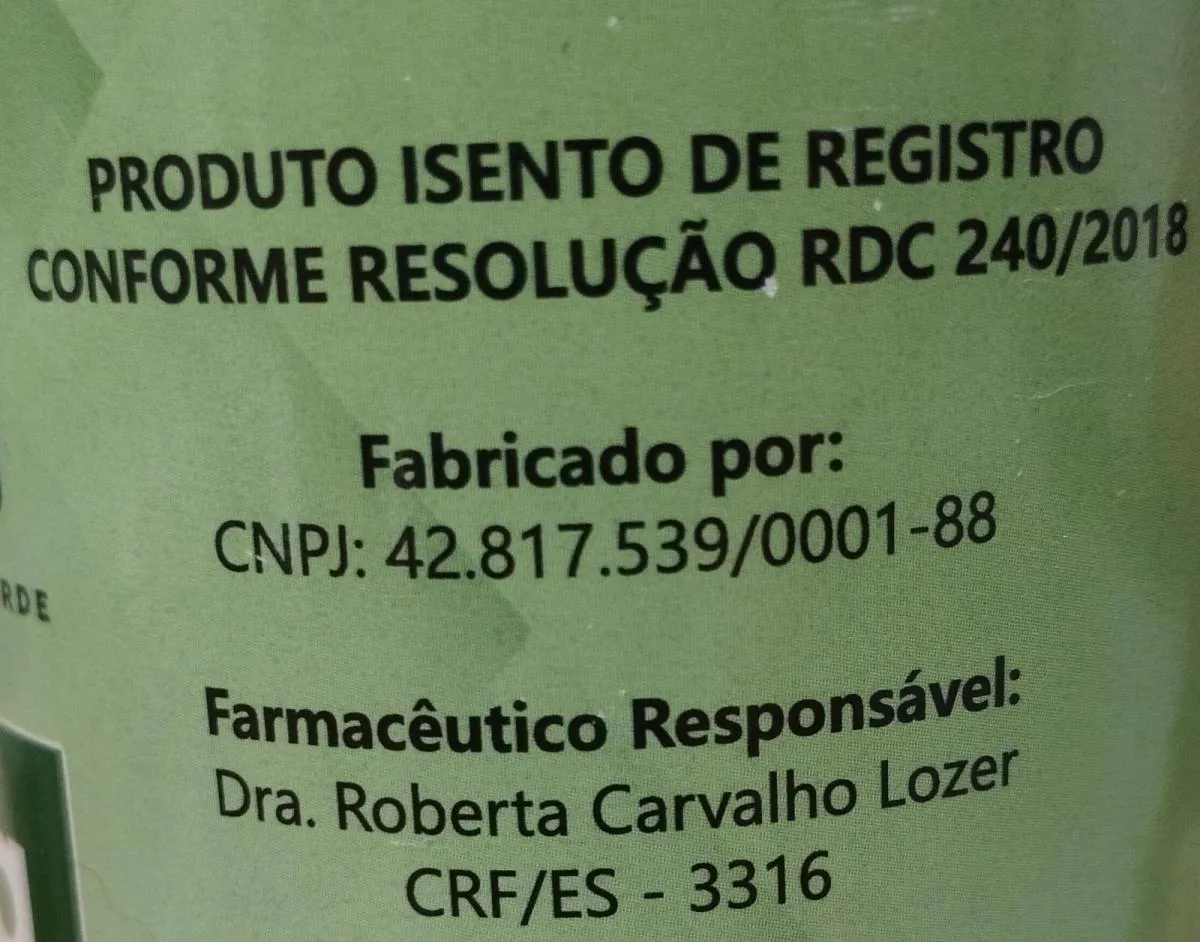 PRODUTO ISENTO DE REGISTRO
CONFORME RESOLUÇÃO RDC 240/2018
Fabricado por:
CNPJ: 42.817.539/0001-88
RDE
Farmacêutico Responsável:
Dra. Roberta Carvalho Lozer
CRF/ES - 3316